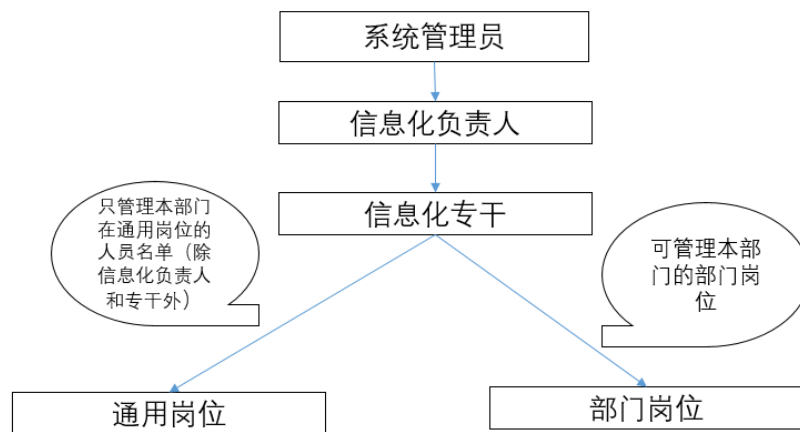 系统管理员
信息化负责人
信息化专干
只管理本部门
在通用岗位的
人员名单（除
信息化负责人
和专干外）
可管理本部
门的部门岗
位
通用岗位
部门岗位